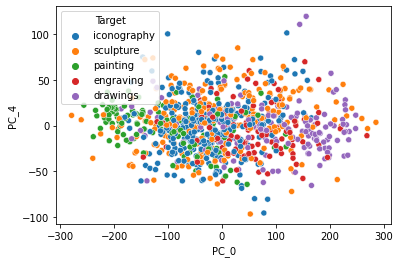 Target
iconography
sculpture
painting
engraving
drawings
100
50
0
−50
−100
PC_4
−300
−200
−100
0
100
200
300
PC_0